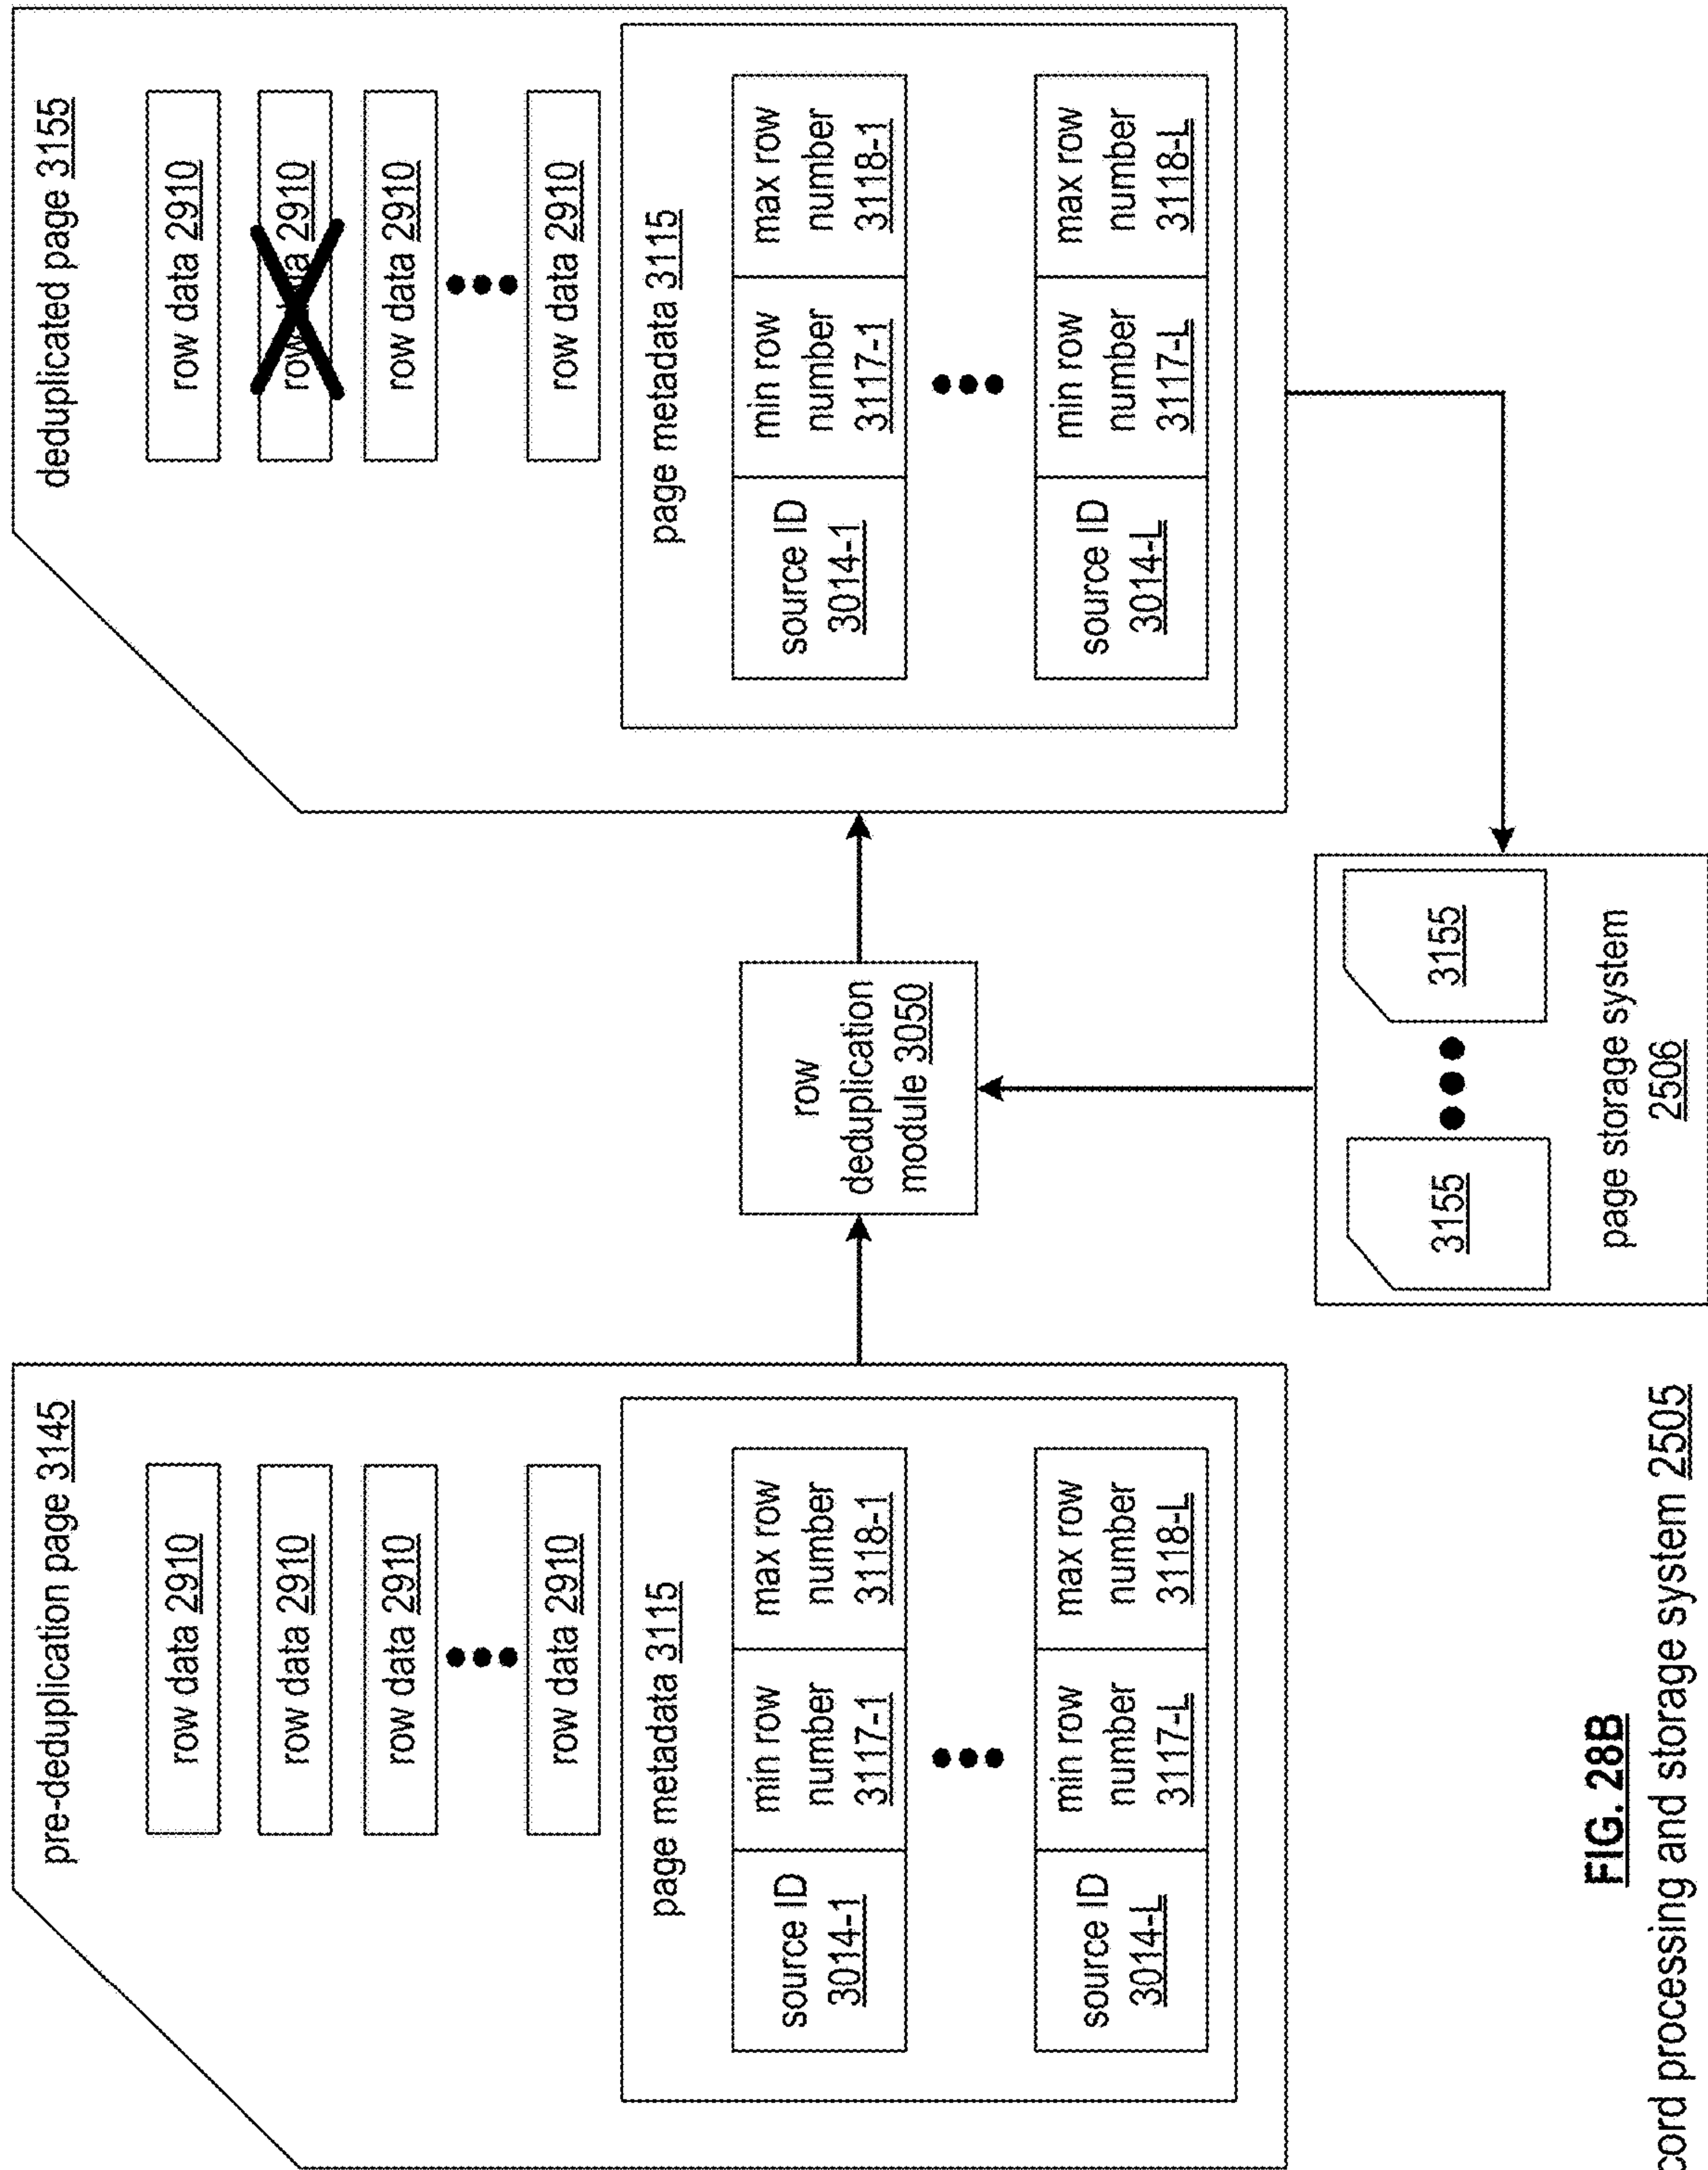 pre-deduplication page 3145
row data 2910
row data 2910
row data 2910
row data 2910
page metadata 3115
source ID
3014-1
min row
number
3117-1
max row
number
3118-1
source ID
3014-L
min row
number
3117-L
max row
number
3118-L
row
deduplication
module 3050
3155
3155
page storage system
2506
deduplicated page 3155
row data 2910
row data 2910
row data 2910
row data 2910
page metadata 3115
source ID
3014-1
min row
number
3117-1
max row
number
3118-1
source ID
3014-L
min row
number
3117-L
max row
number
3118-L
FIG. 28B
cord processing and storage system 2505